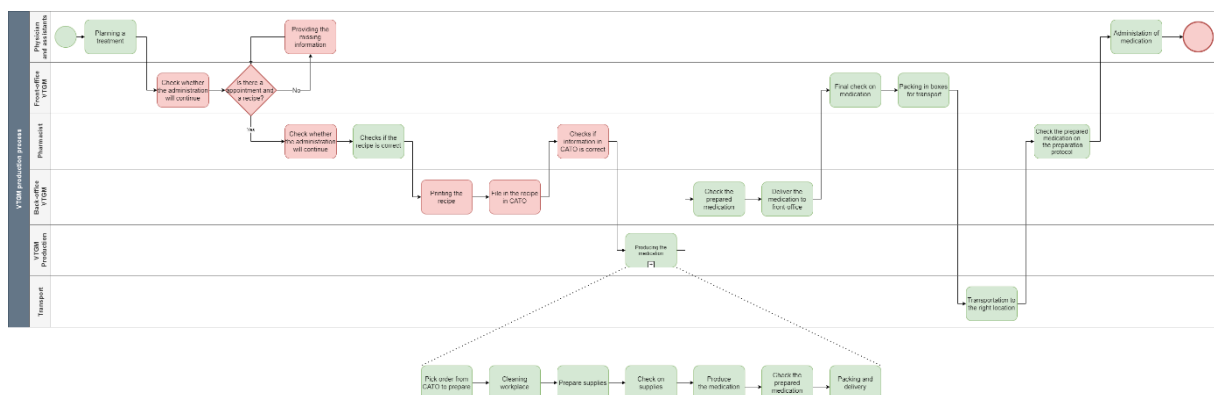 VTGM production process
Physician
and assistants
Planning a
treatment
Providing the
missing
information
Administation of
medication
Front-office
VTGM
Check whether
the administration
will continue
Is there a
appointment and
a recipe?
No
Yes
Final check on
medication
Packing in boxes
for transport
Pharmacist
Check whether
the administration
will continue
Checks if the
recipe is correct
Checks if
information in
CATO is correct
Check the prepared
medication on
the preparation
protocol
Back-office
VTGM
Printing the
recipe
File in the recipe
in CATO
Check the
prepared
medication
Deliver the
medication to
front office
VTGM
Production
Producing the
medication
Transport
Transportation to
the right location
Pick order from
CATO to prepare
Cleaning
workplace
Prepare supplies
Check on
supplies
Produce
the medication
Check the
prepared
medication
Packing and
delivery